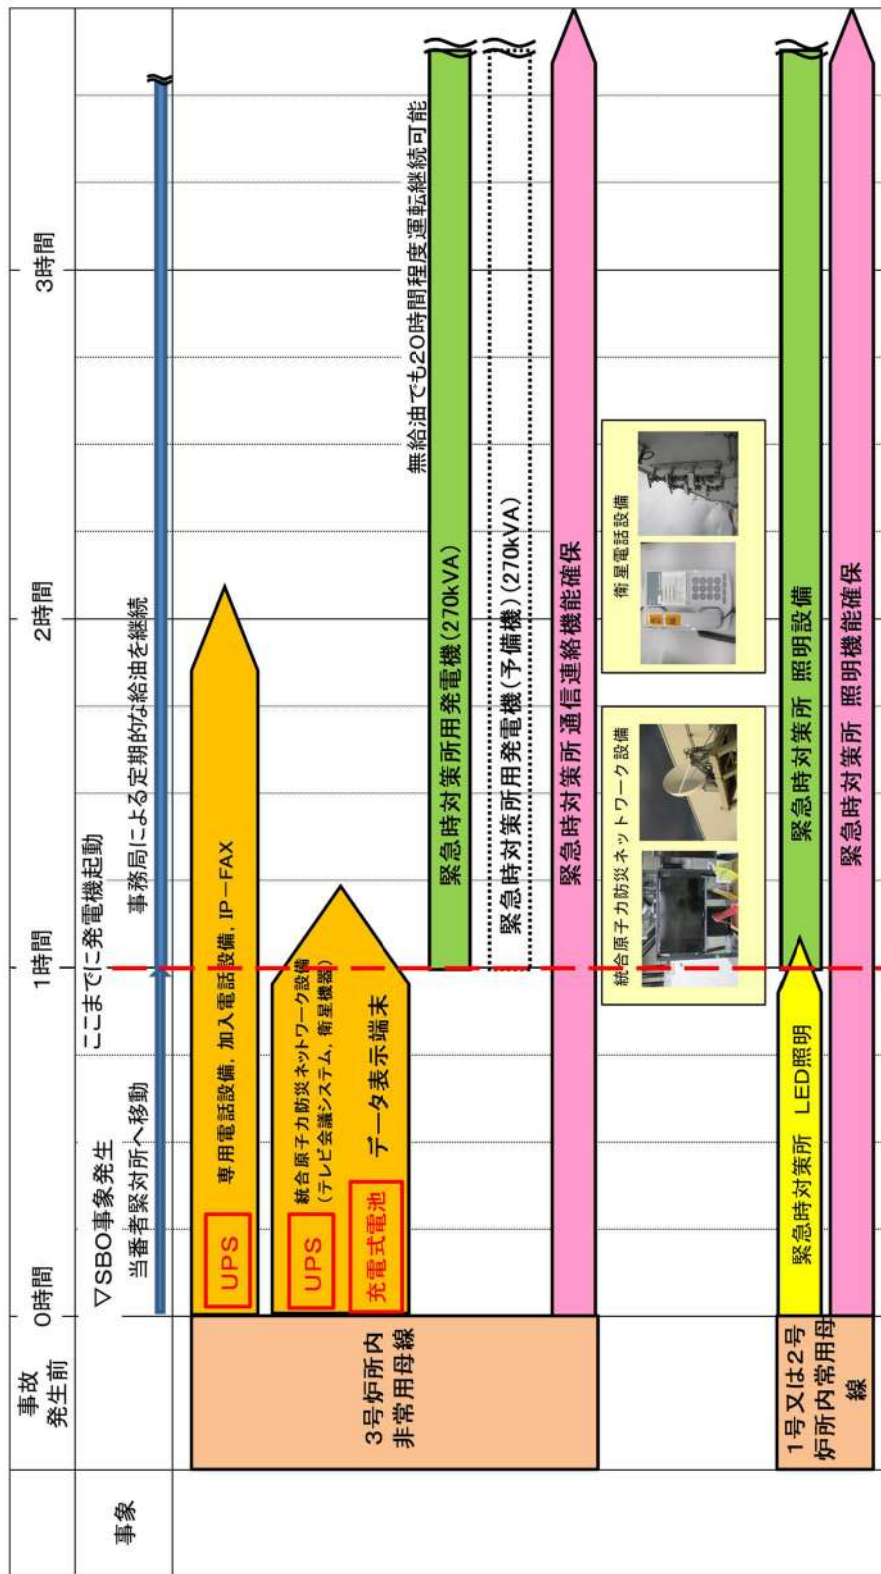 事故
発生前
0時間
1時間
2時間
3時間
事象
▽SBO事象発生
ここまでに発電機起動
当番者緊対所へ移動
事務局による定期的な給油を継続
3号炉所内
非常用母線
UPS
専用電話設備, 加入電話設備, IP－FAX
UPS
統合原子力防災ネットワーク設備
(テレビ会議システム, 衛星機器)
充電式電池
データ表示端末
無給油でも20時間程度運転継続可能
緊急時対策所用発電機(270kVA)
緊急時対策所用発電機(予備機)(270kVA)
緊急時対策所 通信連絡機能確保
統合原子力防災ネットワーク設備
衛星電話設備
1号又は2号
炉所内常用母
線
緊急時対策所 LED照明
緊急時対策所 照明設備
緊急時対策所 照明機能確保